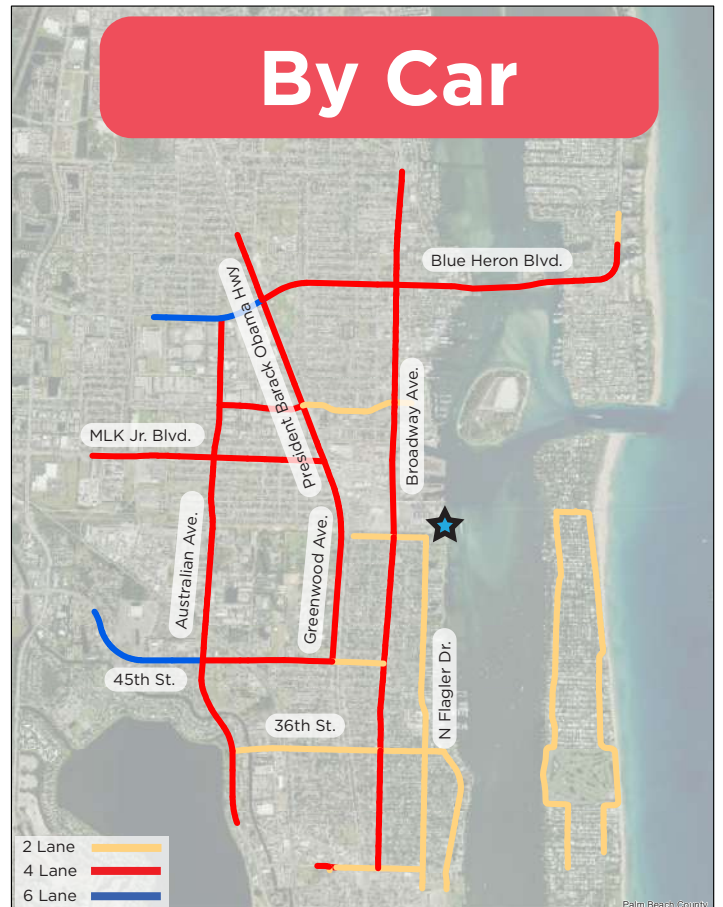 By Car
Blue Heron Blvd.
President Barack Obama Hwy
Broadway Ave.
MLK Jr. Blvd.
Australian Ave.
Greenwood Ave.
N Flagler Dr.
45th St.
36th St.
2 Lane
4 Lane
6 Lane
Palm Beach County